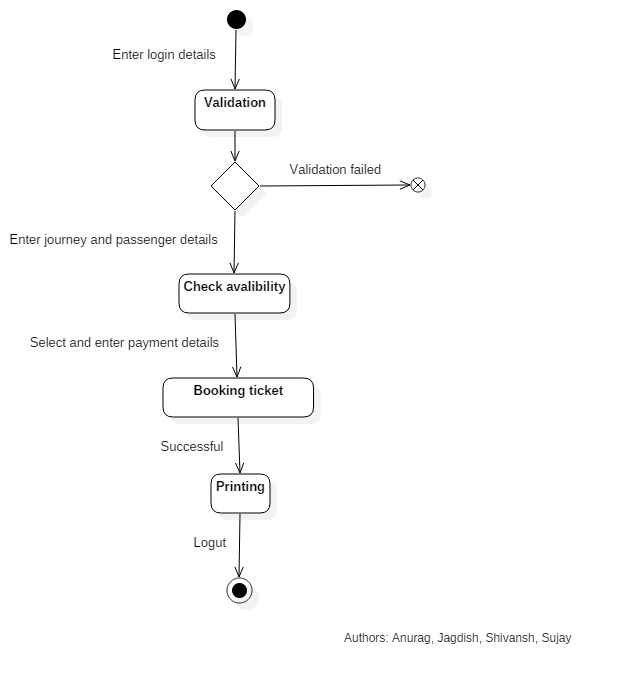 Enter login details
Validation
Validation failed
Enter journey and passenger details
Check avalibility
Select and enter payment details
Booking ticket
Successful
Printing
Logut
Authors: Anurag, Jagdish, Shivansh, Sujay